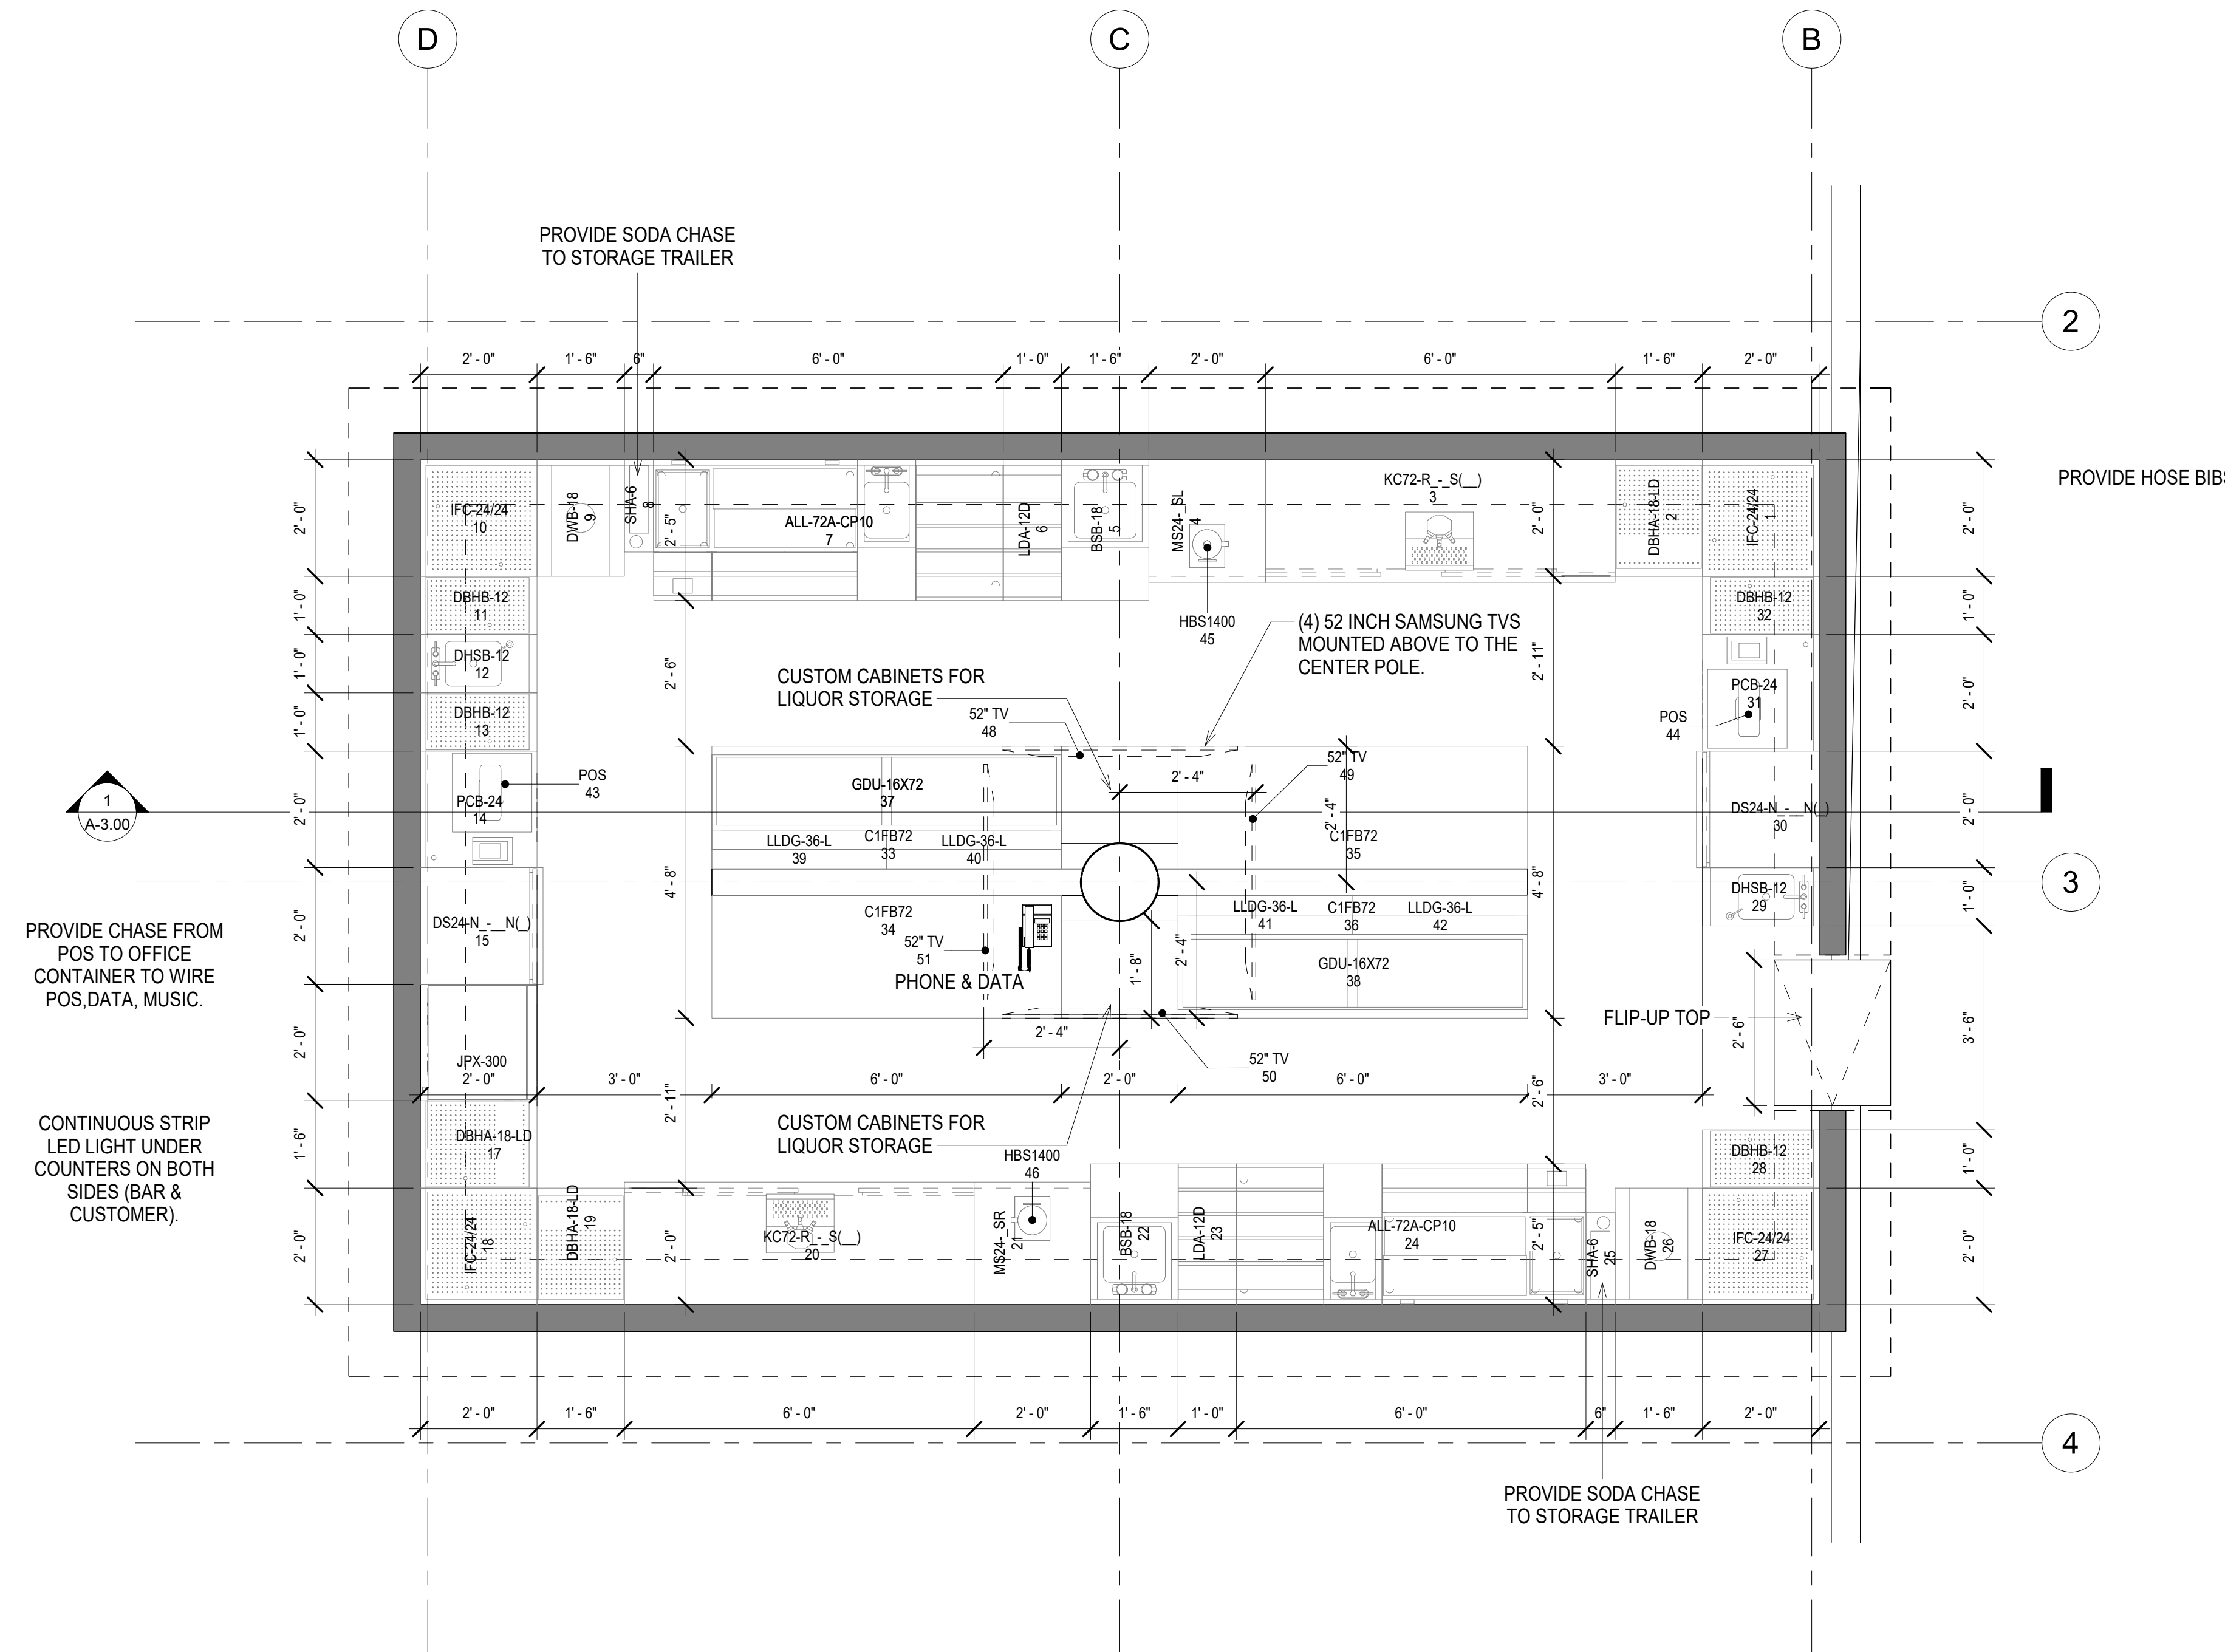 D
C
B
PROVIDE SODA CHASE
TO STORAGE TRAILER
2
2' - 0"
1' - 6"
6"
6' - 0"
1' - 0"
1' - 6"
2' - 0"
6' - 0"
1' - 6"
2' - 0"
PROVIDE HOSE BIBS
2' - 0"
1' - 0"
1' - 0"
1' - 0"
2' - 0"
2' - 0"
2' - 0"
1' - 6"
2' - 0"
IFC-24/24
10
DWB-18
9
SHA-6
8
2' - 5"
ALL-72A-CP10
7
LDA-12D
6
BSB-18
5
MS24-_SL
4
KC72-R_-_S(__)
3
2' - 0"
DBHA-18-LD
2
IFC-24/24
1
2' - 0"
DBHB-12
11
DHSB-12
12
DBHB-12
13
HBS1400
45
(4) 52 INCH SAMSUNG TVS
MOUNTED ABOVE TO THE
CENTER POLE.
DBHB-12
32
1' - 0"
2' - 6"
2' - 11"
CUSTOM CABINETS FOR
LIQUOR STORAGE
52" TV
48
PCB-24
31
POS
44
2' - 0"
1
A-3.00
PCB-24
14
POS
43
GDU-16X72
37
LLDG-36-L
39
C1FB72
33
LLDG-36-L
40
2' - 4"
52" TV
49
2' - 4"
C1FB72
35
DS24-N_-__N(_)
30
2' - 0"
4' - 8"
4' - 8"
3
DHSB-12
29
1' - 0"
PROVIDE CHASE FROM
POS TO OFFICE
CONTAINER TO WIRE
POS,DATA, MUSIC.
DS24-N_-__N(_)
15
C1FB72
34
52" TV
51
PHONE & DATA
1' - 8"
2' - 4"
LLDG-36-L
41
C1FB72
36
LLDG-36-L
42
GDU-16X72
38
FLIP-UP TOP
2' - 6"
3' - 6"
2' - 4"
52" TV
50
JPX-300
2' - 0"
3' - 0"
6' - 0"
2' - 0"
6' - 0"
3' - 0"
2' - 11"
2' - 6"
CONTINUOUS STRIP
LED LIGHT UNDER
COUNTERS ON BOTH
SIDES (BAR &
CUSTOMER).
DBHA-18-LD
17
CUSTOM CABINETS FOR
LIQUOR STORAGE
HBS1400
46
DBHB-12
28
1' - 0"
IFC-24/24
18
DBHA-18-LD
19
2' - 0"
KC72-R_-_S(__)
20
MS24-_SR
21
BSB-18
22
LDA-12D
23
ALL-72A-CP10
24
2' - 5"
SHA-6
25
DWB-18
26
IFC-24/24
27
2' - 0"
2' - 0"
1' - 6"
6' - 0"
2' - 0"
1' - 6"
1' - 0"
6' - 0"
6"
1' - 6"
2' - 0"
4
PROVIDE SODA CHASE
TO STORAGE TRAILER